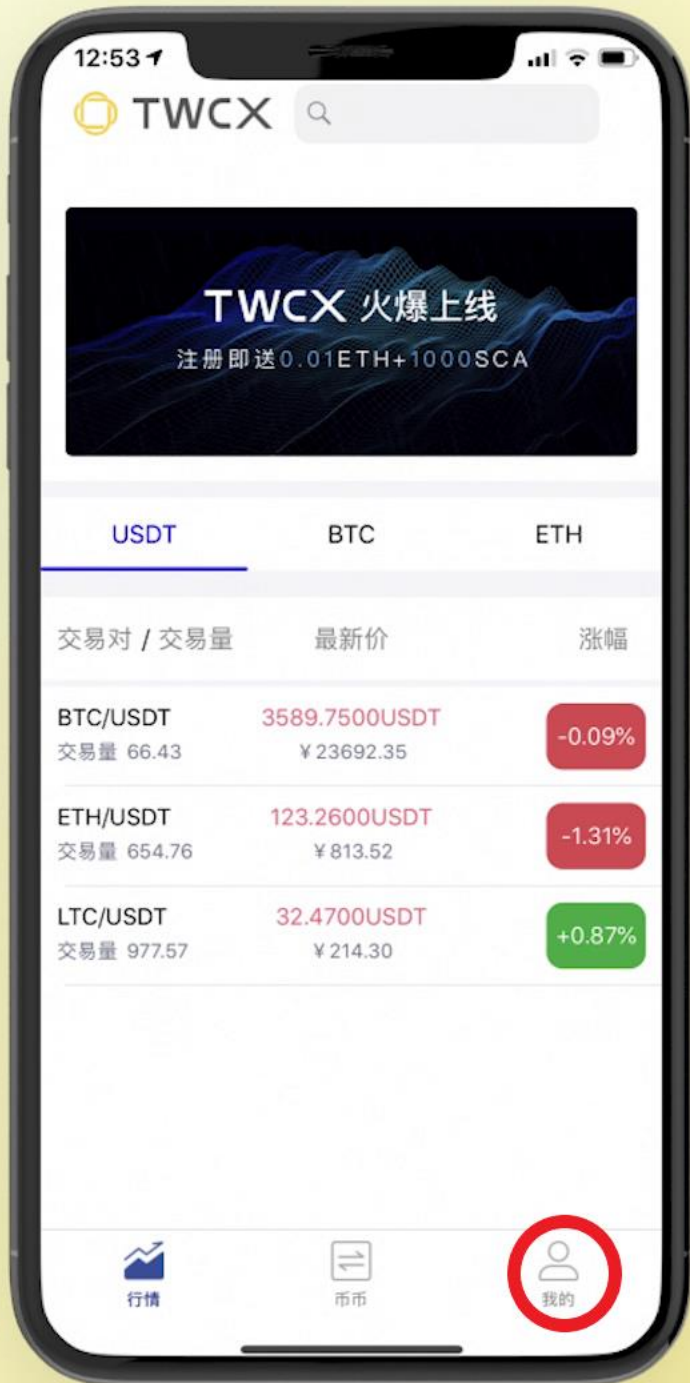 12:53
TWCX
TWCX 火爆上线
注册即送0.01ETH+1000SCA
USDT BTC ETH
交易对 / 交易量 最新价 涨幅
BTC/USDT 3589.7500USDT -0.09%
交易量 66.43 ¥23692.35
ETH/USDT 123.2600USDT -1.31%
交易量 654.76 ¥813.52
LTC/USDT 32.4700USDT +0.87%
交易量 977.57 ¥214.30
行情 币币 我的